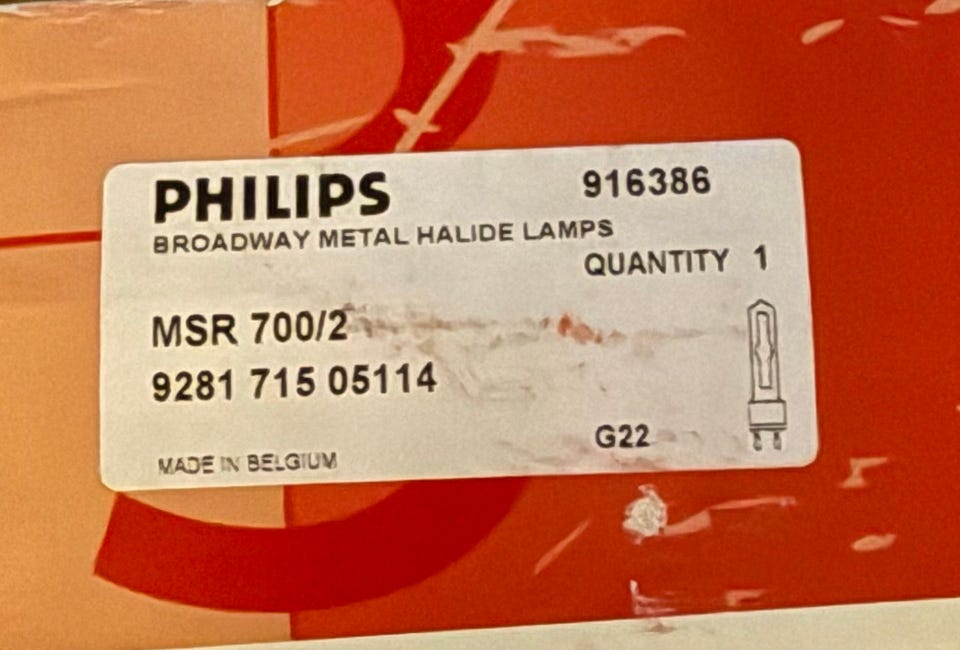 PHILIPS 916386
BROADWAY METAL HALIDE LAMPS
QUANTITY 1
MSR 700/2
9281 715 05114
G22
MADE IN BELGIUM